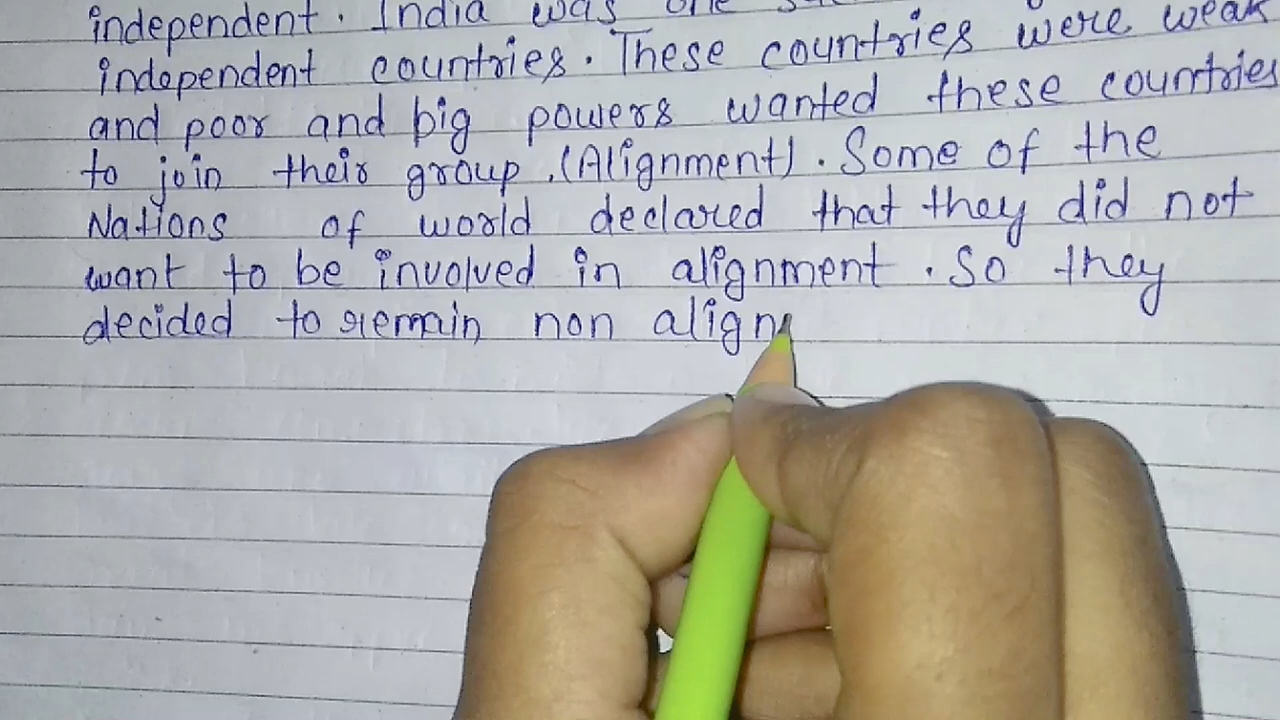 independent. India was one
independent countries. These countries were weak
and poor and big powers wanted these countries
to join their group. (Alignment). Some of the
Nations of world declared that they did not
want to be involved in alignment. So they
decided to remain non align